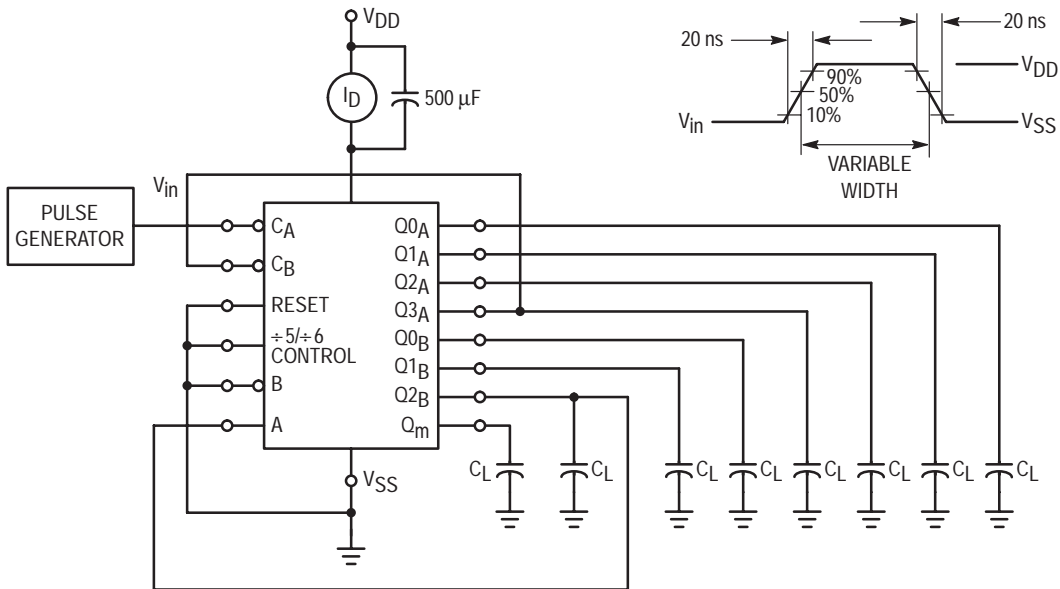 VDD
ID
500 μF
20 ns
20 ns
90%
50%
10%
VDD
VSS
Vin
VARIABLE
WIDTH
Vin
PULSE
GENERATOR
CA
CB
RESET
÷5/÷6
CONTROL
B
A
Q0A
Q1A
Q2A
Q3A
Q0B
Q1B
Q2B
Qm
VSS
CL
CL
CL
CL
CL
CL
CL
CL